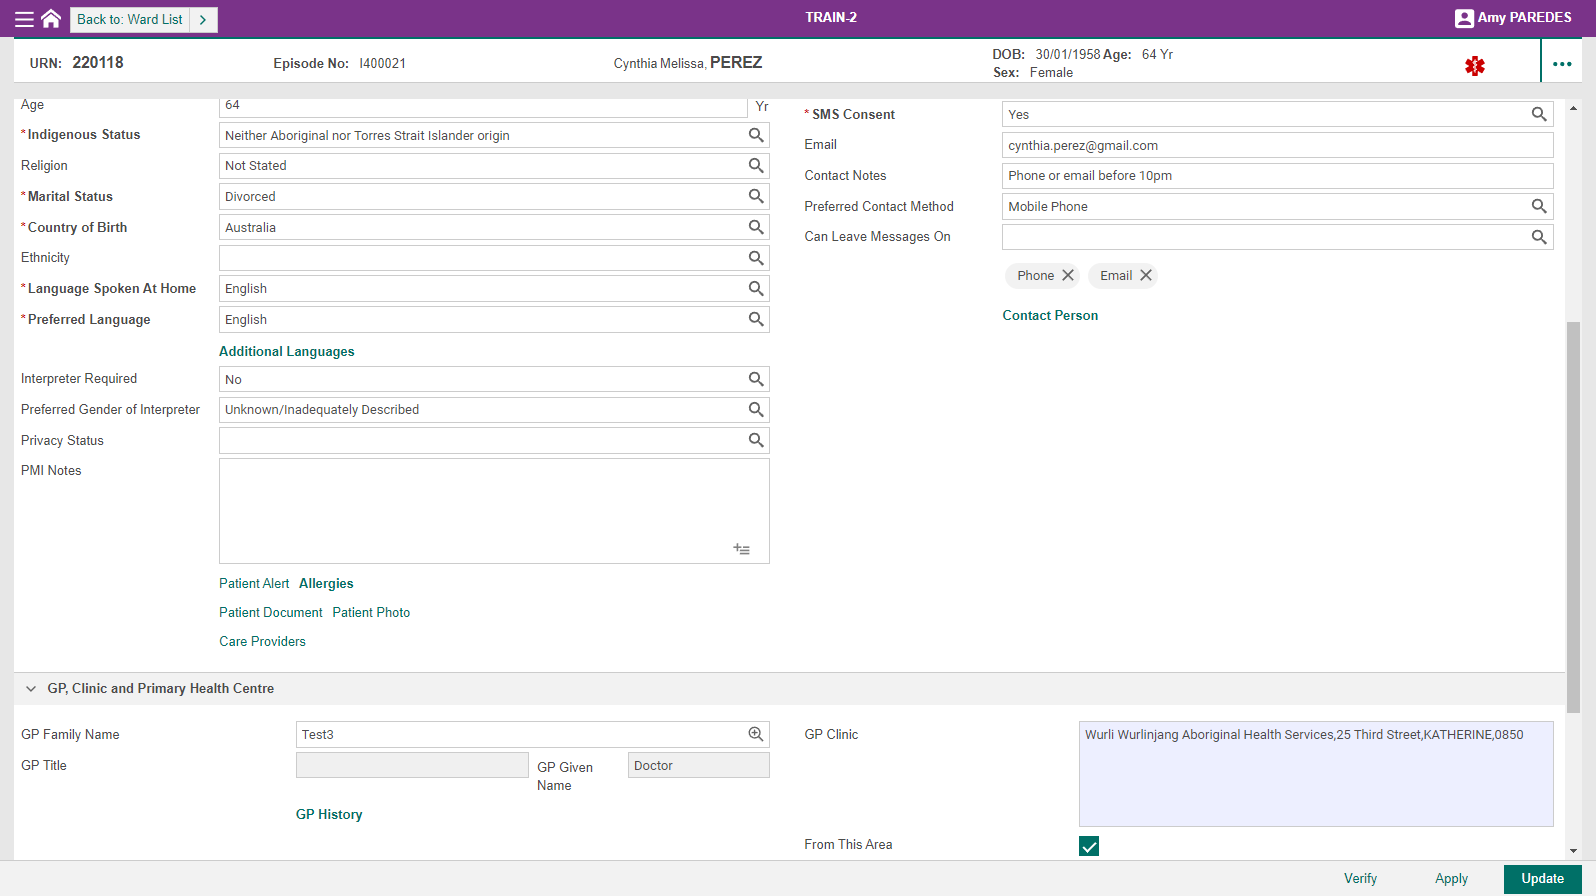 Back to: Ward List
TRAIN-2
Amy PAREDES
URN: 220118
Episode No: I400021
Cynthia Melissa, PEREZ
DOB: 30/01/1958 Age: 64 Yr
Sex: Female
Age 64 Yr
*Indigenous Status Neither Aboriginal nor Torres Strait Islander origin
Religion Not Stated
*Marital Status Divorced
*Country of Birth Australia
Ethnicity
*Language Spoken At Home English
*Preferred Language English
Additional Languages
Interpreter Required No
Preferred Gender of Interpreter Unknown/Inadequately Described
Privacy Status
PMI Notes
Patient Alert Allergies
Patient Document Patient Photo
Care Providers
*SMS Consent Yes
Email cynthia.perez@gmail.com
Contact Notes Phone or email before 10pm
Preferred Contact Method Mobile Phone
Can Leave Messages On
Phone Email
Contact Person
GP, Clinic and Primary Health Centre
GP Family Name Test3
GP Title
GP Given Name Doctor
GP History
GP Clinic Wurli Wurlinjang Aboriginal Health Services,25 Third Street,KATHERINE,0850
From This Area
Verify Apply Update